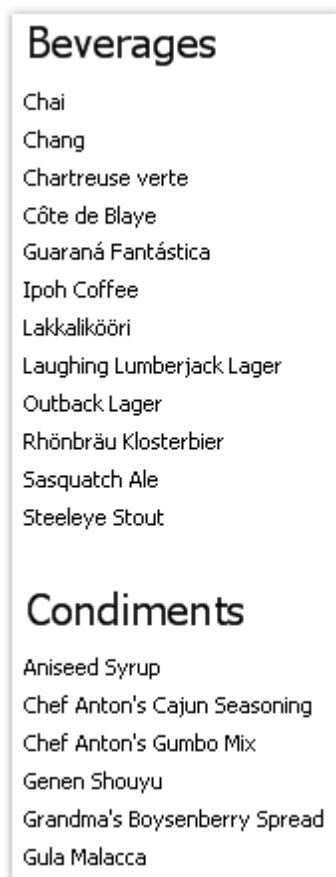 Beverages
Chai
Chang
Chartreuse verte
Côte de Blaye
Guaraná Fantástica
Ipoh Coffee
Lakkalikööri
Laughing Lumberjack Lager
Outback Lager
Rhönbräu Klosterbier
Sasquatch Ale
Steeleye Stout
Condiments
Aniseed Syrup
Chef Anton's Cajun Seasoning
Chef Anton's Gumbo Mix
Genen Shouyu
Grandma's Boysenberry Spread
Gula Malacca